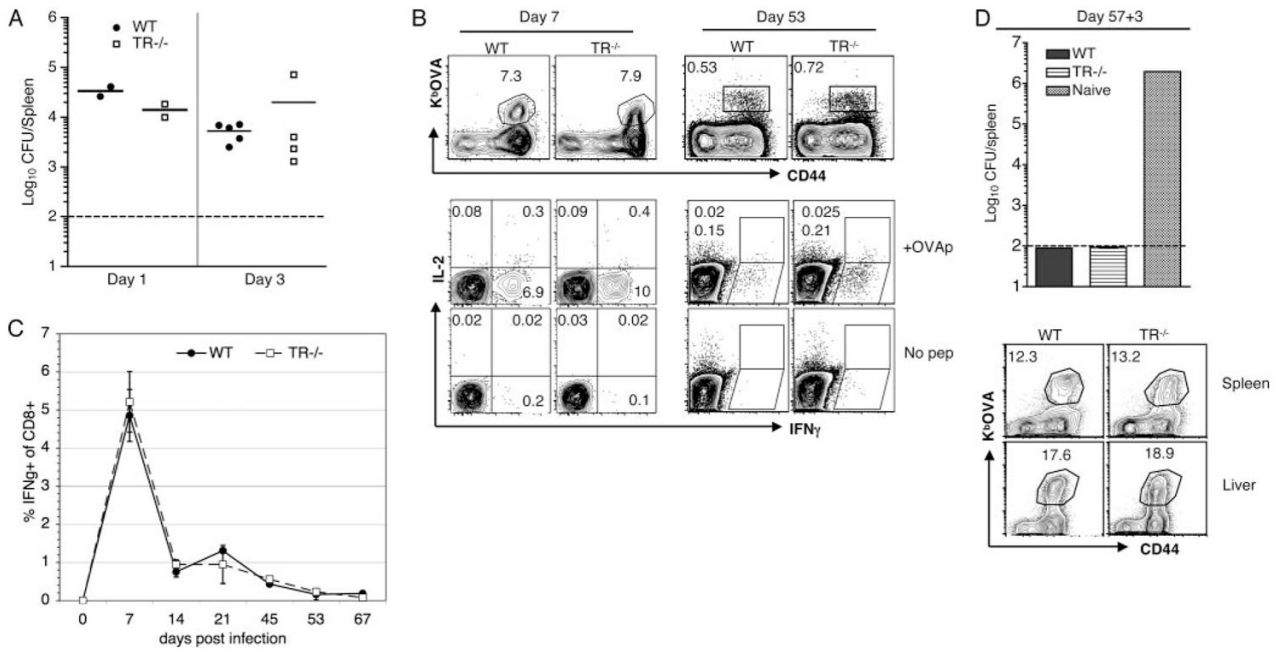 A
Log10 CFU/Spleen
6
5
4
3
2
1
WT
TR-/-
Day 1
Day 3
B
Day 7
Day 53
WT
TR-/-
WT
TR-/-
KbOVA
7.3
7.9
0.53
0.72
CD44
IL-2
0.08
0.3
0.09
0.4
6.9
10
0.02
0.15
0.025
0.21
+OVAp
0.02
0.02
0.03
0.02
0.2
0.1
No pep
IFNγ
C
% IFNg+ of CD8+
7
6
5
4
3
2
1
0
WT
TR-/-
0 7 14 21 45 53 67
days post infection
D
Day 57+3
Log10 CFU/spleen
7
6
5
4
3
2
1
WT
TR-/-
Naive
WT
TR-/-
KbOVA
12.3
13.2
Spleen
17.6
18.9
Liver
CD44